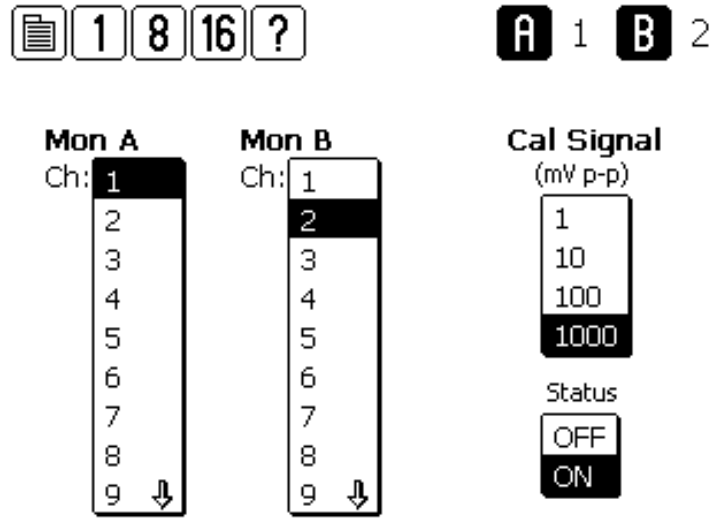 1 8 16 ? A 1 B 2
Mon A
Ch: 1
2
3
4
5
6
7
8
9
Mon B
Ch: 1
2
3
4
5
6
7
8
9
Cal Signal
(mV p-p)
1
10
100
1000
Status
OFF
ON